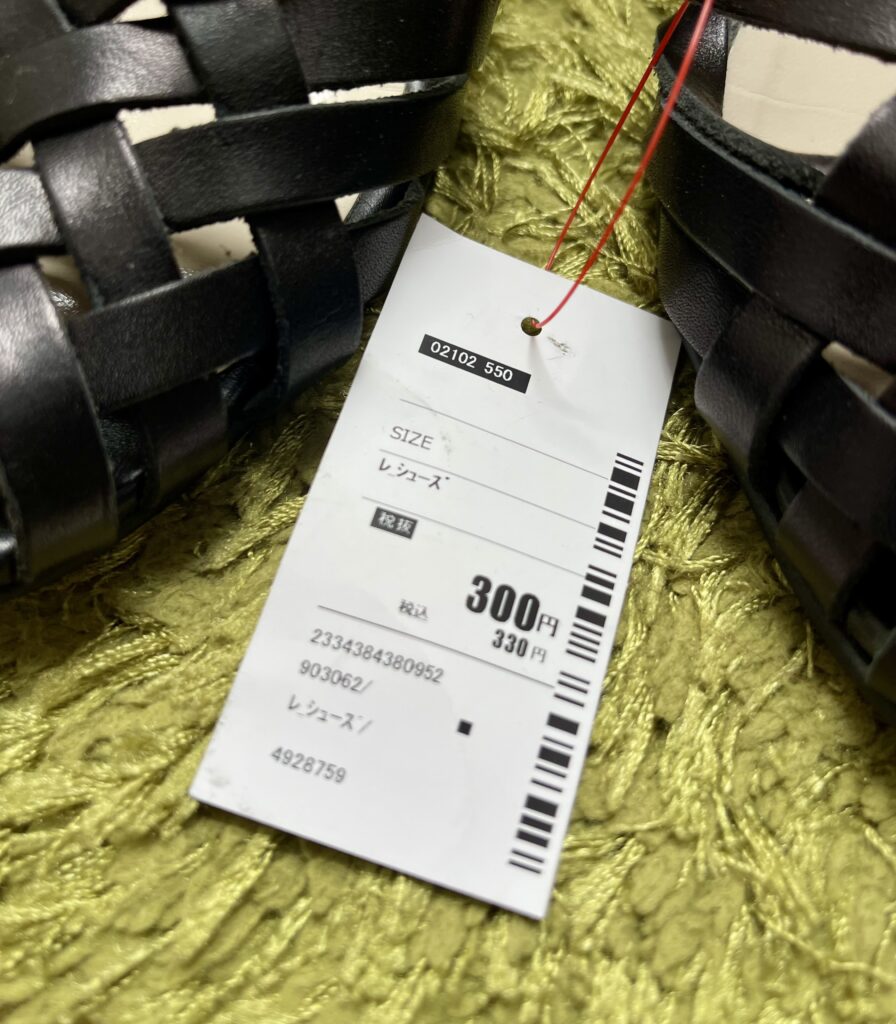 02102 550
SIZE
レ_シューズ
税抜
300円
税込 330円
2334384380952
903062/
レ_シューズ/
4928759